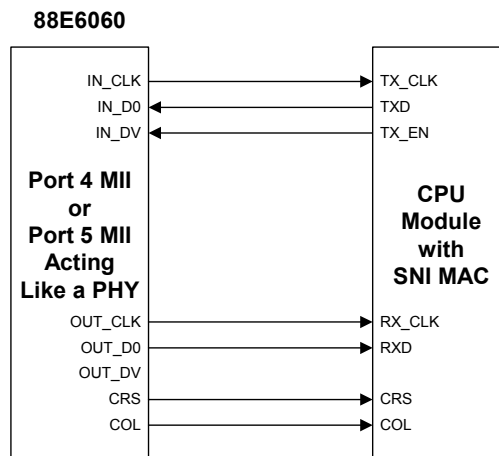 88E6060
IN_CLK
IN_D0
IN_DV
Port 4 MII
or
Port 5 MII
Acting
Like a PHY
OUT_CLK
OUT_D0
OUT_DV
CRS
COL
TX_CLK
TXD
TX_EN
CPU
Module
with
SNI MAC
RX_CLK
RXD
CRS
COL